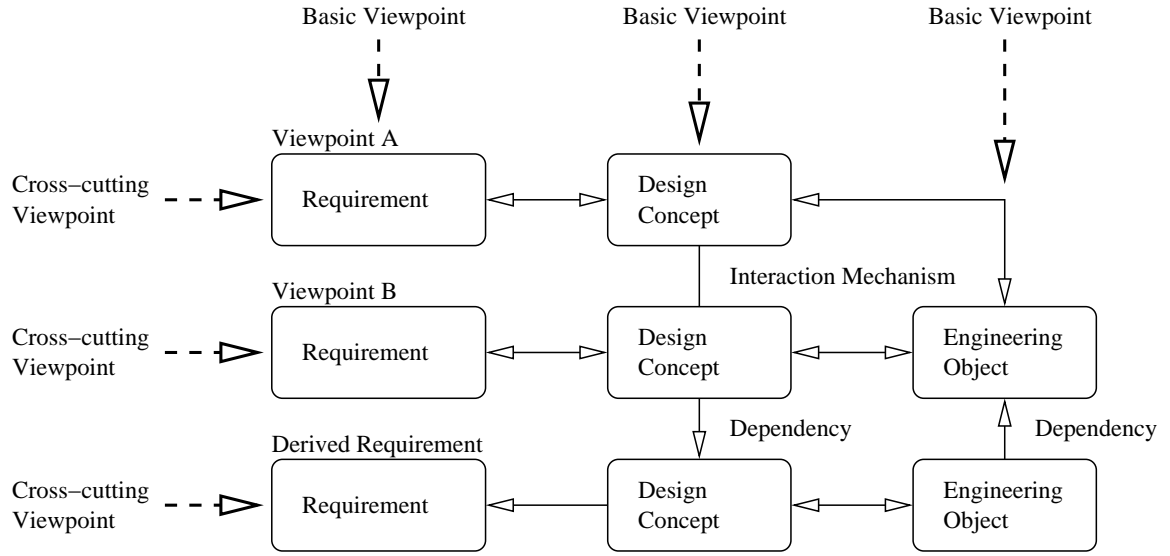 Basic Viewpoint
Basic Viewpoint
Basic Viewpoint
Viewpoint A
Cross−cutting
Viewpoint
Requirement
Design
Concept
Interaction Mechanism
Viewpoint B
Cross−cutting
Viewpoint
Requirement
Design
Concept
Engineering
Object
Dependency
Dependency
Derived Requirement
Cross−cutting
Viewpoint
Requirement
Design
Concept
Engineering
Object